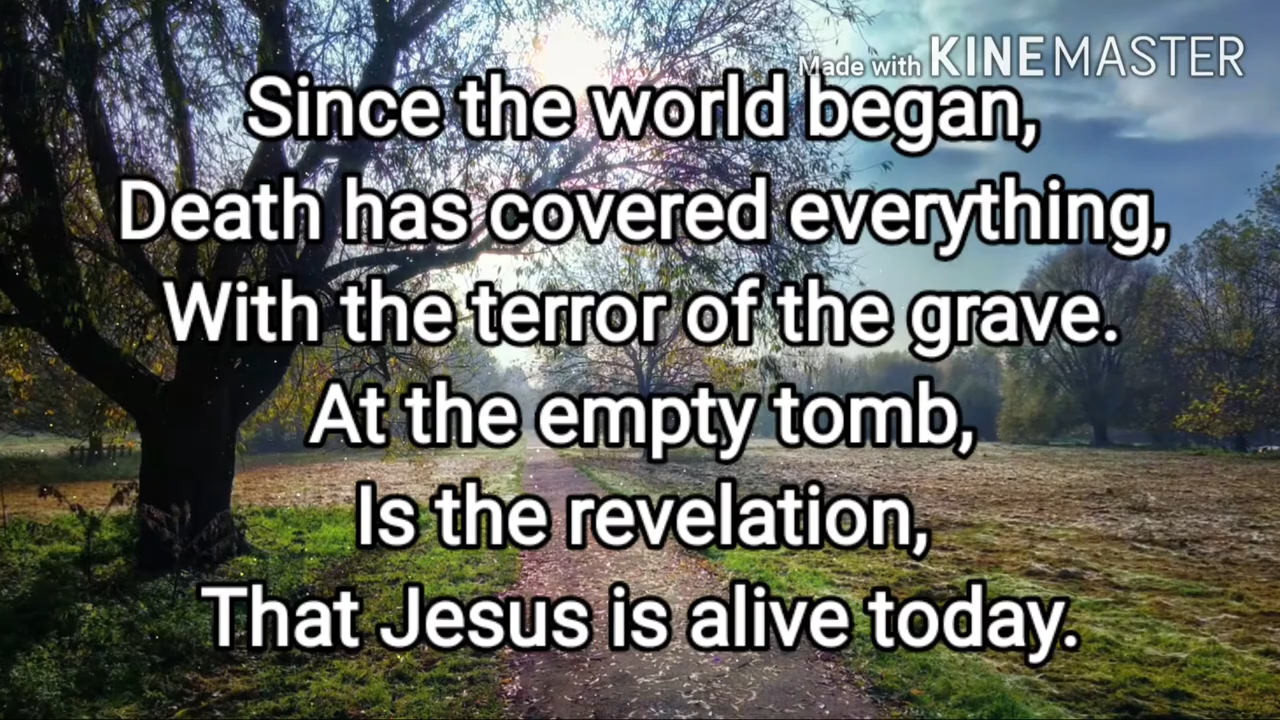 Made with KINEMASTER
Since the world began,
Death has covered everything,
With the terror of the grave.
At the empty tomb,
Is the revelation,
That Jesus is alive today.